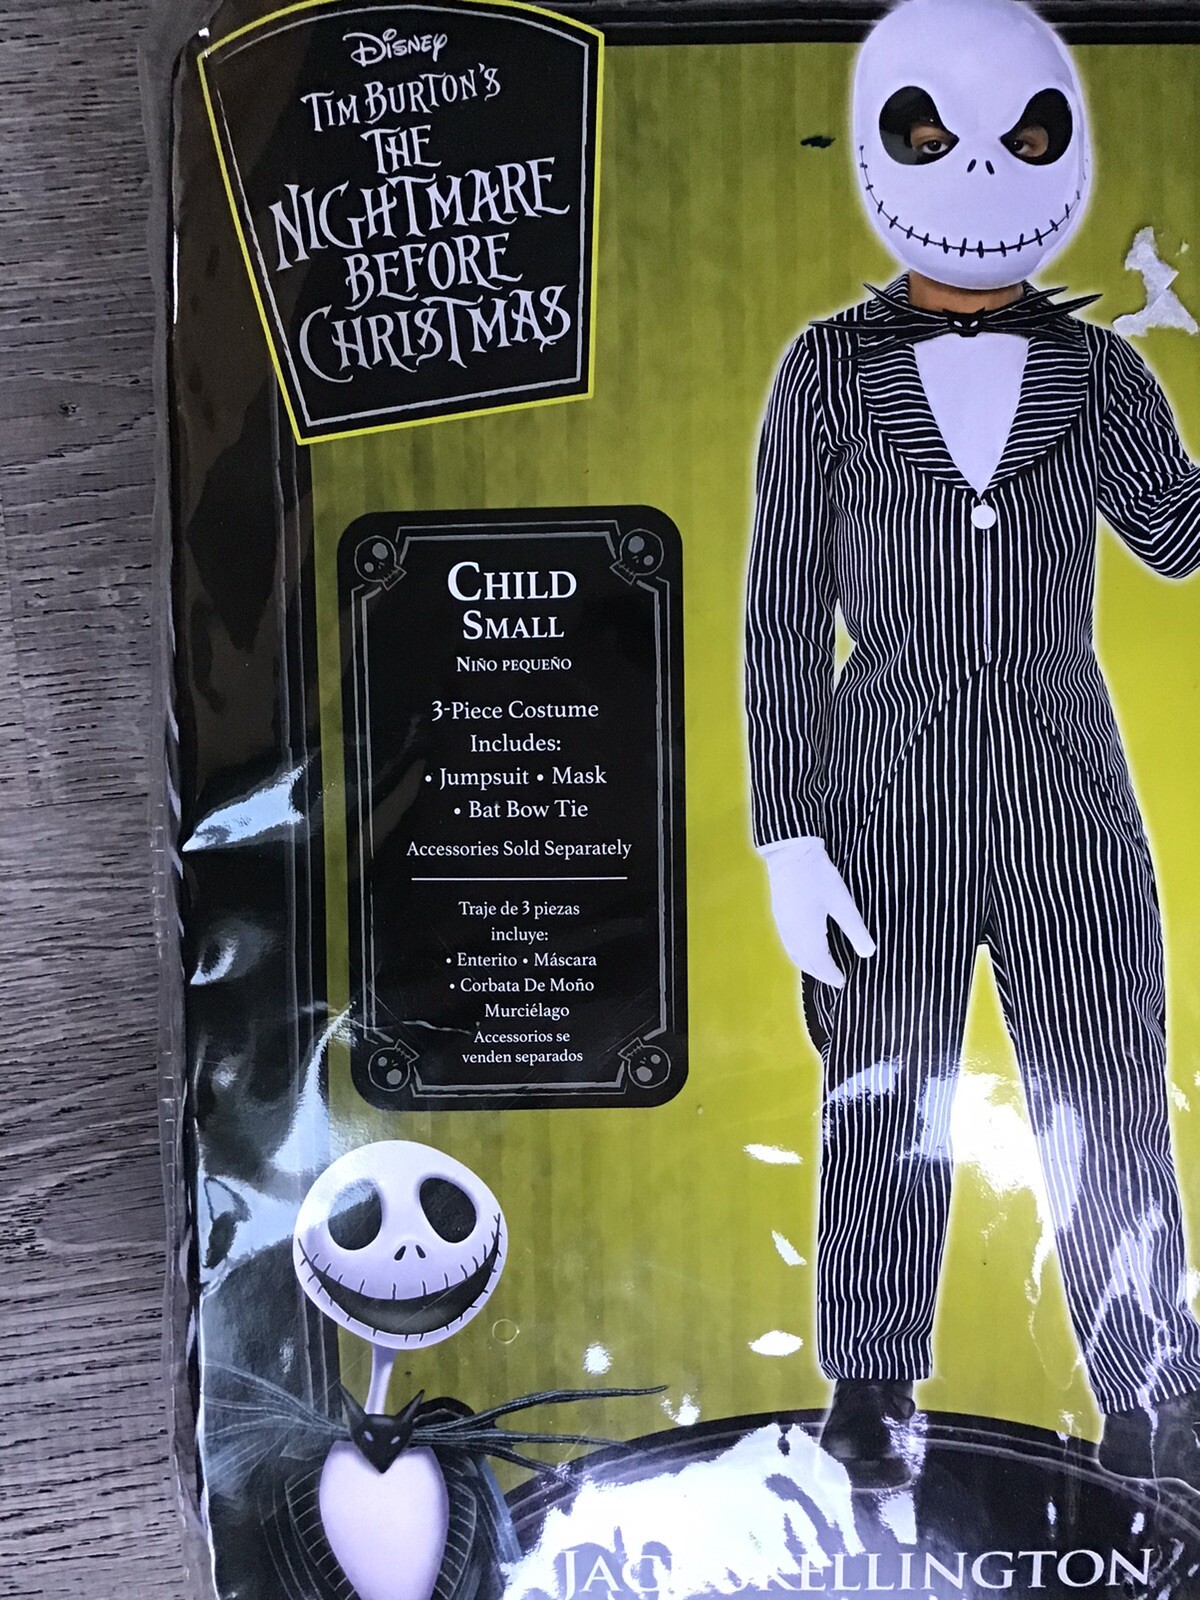 Disney
Tim Burton's
The
Nightmare
Before
Christmas
Child
Small
Niño pequeño
3-Piece Costume
Includes:
• Jumpsuit • Mask
• Bat Bow Tie
Accessories Sold Separately
Traje de 3 piezas
incluye:
• Enterito • Máscara
• Corbata De Moño
Murciélago
Accessorios se
venden separados
Jack Skellington